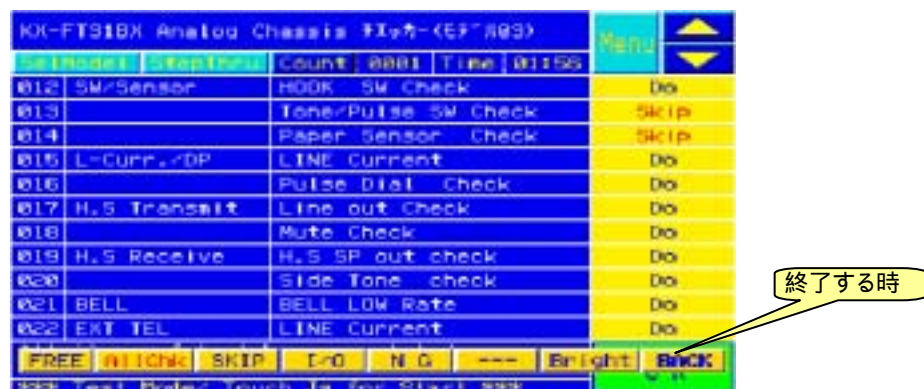 KX-FT91BX Analog Chassis ﾁｴｯｶｰ(ﾓﾃﾞﾙ03)
Menu
SelModel StepThru Count 0001 Time 01:56
012 SW/Sensor HOOK SW Check Do
013 Tone/Pulse SW Check Skip
014 Paper Sensor Check Skip
015 L-Curr./DP LINE Current Do
016 Pulse Dial Check Do
017 H.S Transmit Line out Check Do
018 Mute Check Do
019 H.S Receive H.S SP out check Do
020 Side Tone check Do
021 BELL BELL LOW Rate Do
022 EXT TEL LINE Current Do
終了する時
FREE AllChk SKIP I/O N G --- Bright BACK
*** Test Mode/ Touch Is For Start ***